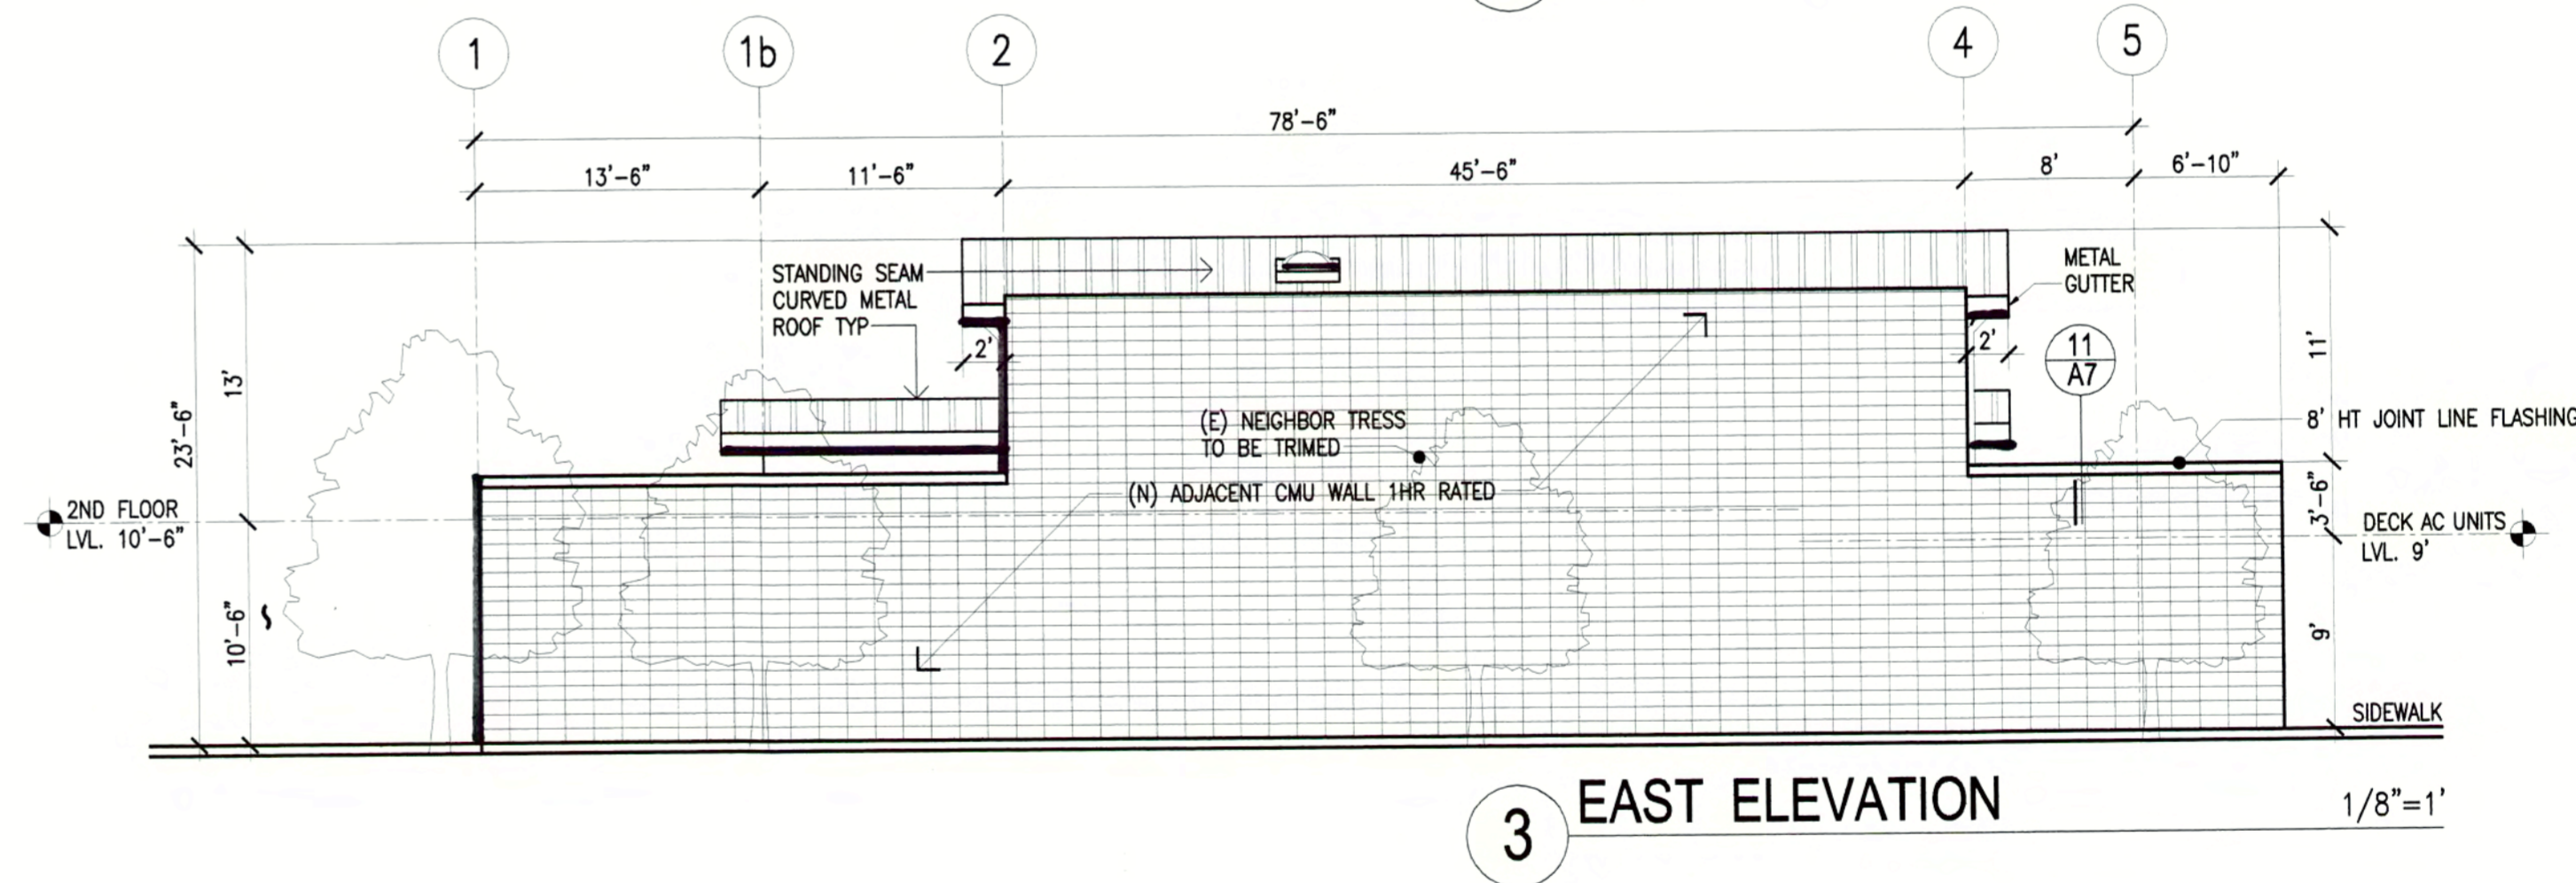 1
1b
2
4
5
78'-6"
13'-6"
11'-6"
45'-6"
8'
6'-10"
STANDING SEAM
CURVED METAL
ROOF TYP
METAL
GUTTER
2'
2'
11
A7
23'-6"
13'
10'-6"
11'
3'-6"
9'
(E) NEIGHBOR TRESS
TO BE TRIMED
8' HT JOINT LINE FLASHING
(N) ADJACENT CMU WALL 1HR RATED
2ND FLOOR
LVL. 10'-6"
DECK AC UNITS
LVL. 9'
SIDEWALK
3
EAST ELEVATION
1/8"=1'